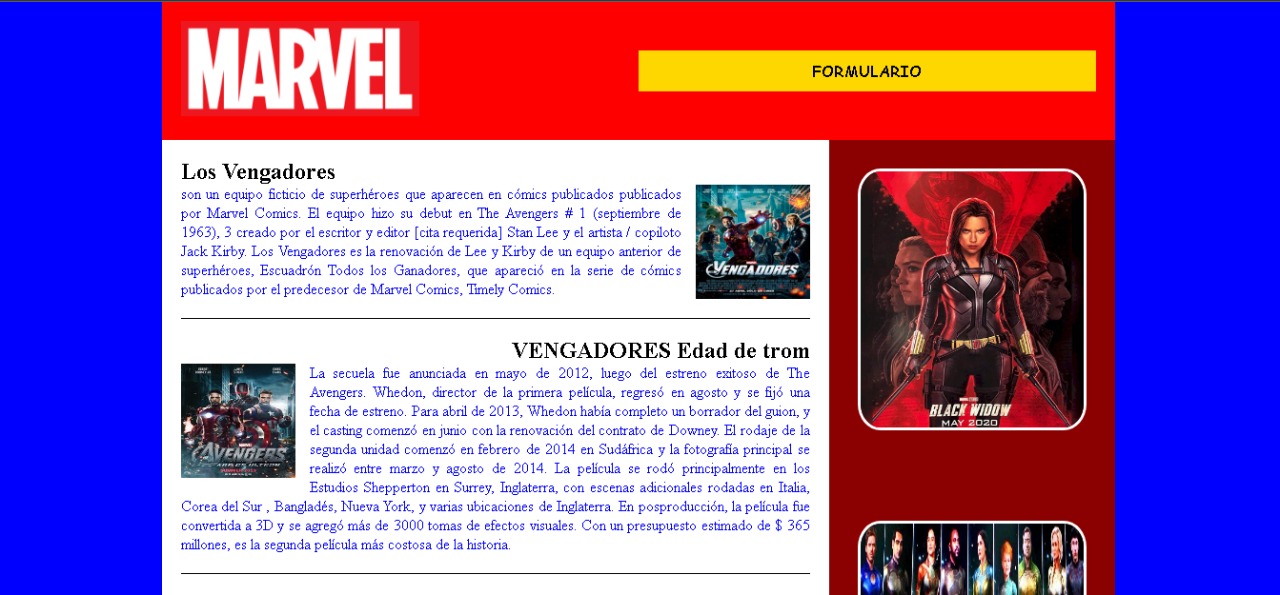 MARVEL
FORMULARIO
Los Vengadores
son un equipo ficticio de superhéroes que aparecen en cómics publicados publicados
por Marvel Comics. El equipo hizo su debut en The Avengers # 1 (septiembre de
1963), 3 creado por el escritor y editor [cita requerida] Stan Lee y el artista / copiloto
Jack Kirby. Los Vengadores es la renovación de Lee y Kirby de un equipo anterior de
superhéroes, Escuadrón Todos los Ganadores, que apareció en la serie de cómics
publicados por el predecesor de Marvel Comics, Timely Comics.
VENGADORES
VENGADORES Edad de trom
La secuela fue anunciada en mayo de 2012, luego del estreno exitoso de The
Avengers. Whedon, director de la primera película, regresó en agosto y se fijó una
fecha de estreno. Para abril de 2013, Whedon había completo un borrador del guion, y
el casting comenzó en junio con la renovación del contrato de Downey. El rodaje de la
segunda unidad comenzó en febrero de 2014 en Sudáfrica y la fotografía principal se
realizó entre marzo y agosto de 2014. La película se rodó principalmente en los
Estudios Shepperton en Surrey, Inglaterra, con escenas adicionales rodadas en Italia,
Corea del Sur , Bangladés, Nueva York, y varias ubicaciones de Inglaterra. En posproducción, la película fue
convertida a 3D y se agregó más de 3000 tomas de efectos visuales. Con un presupuesto estimado de $ 365
millones, es la segunda película más costosa de la historia.
AVENGERS
BLACK WIDOW
MAY 2020